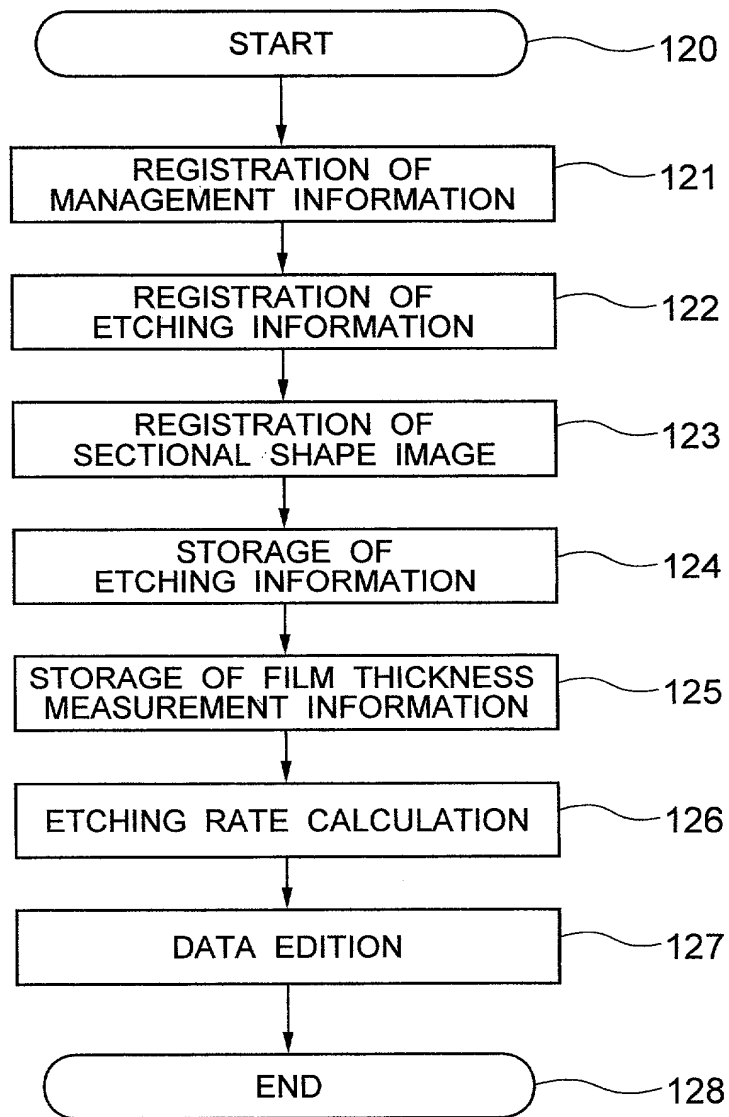 START
120
REGISTRATION OF
MANAGEMENT INFORMATION
121
REGISTRATION OF
ETCHING INFORMATION
122
REGISTRATION OF
SECTIONAL SHAPE IMAGE
123
STORAGE OF
ETCHING INFORMATION
124
STORAGE OF FILM THICKNESS
MEASUREMENT INFORMATION
125
ETCHING RATE CALCULATION
126
DATA EDITION
127
END
128